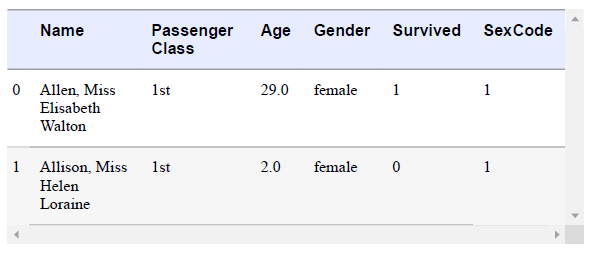 Name Passenger Class Age Gender Survived SexCode
0 Allen, Miss Elisabeth Walton 1st 29.0 female 1 1
1 Allison, Miss Helen Loraine 1st 2.0 female 0 1